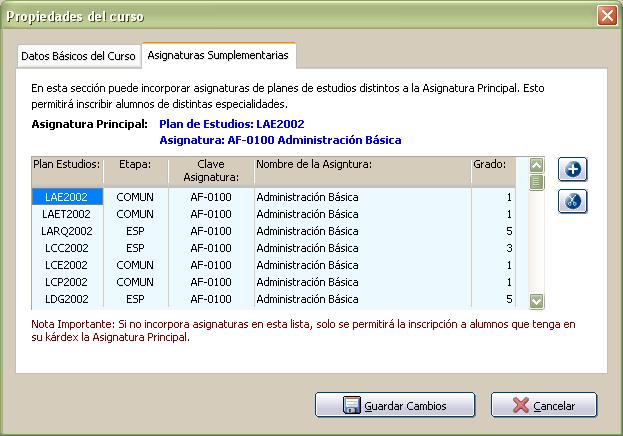 Propiedades del curso
Datos Básicos del Curso
Asignaturas Sumplementarias
En esta sección puede incorporar asignaturas de planes de estudios distintos a la Asignatura Principal. Esto
permitirá inscribir alumnos de distintas especialidades.
Asignatura Principal: Plan de Estudios: LAE2002
Asignatura: AF-0100 Administración Básica
Plan Estudios: Etapa: Clave Asignatura: Nombre de la Asigntura: Grado:
LAE2002 COMUN AF-0100 Administración Básica 1
LAET2002 COMUN AF-0100 Administración Básica 1
LARQ2002 ESP AF-0100 Administración Básica 5
LCC2002 ESP AF-0100 Administración Básica 3
LCE2002 COMUN AF-0100 Administración Básica 1
LCP2002 COMUN AF-0100 Administración Básica 1
LDG2002 ESP AF-0100 Administración Básica 5
Nota Importante: Si no incorpora asignaturas en esta lista, solo se permitirá la inscripción a alumnos que tenga en
su kárdex la Asignatura Principal.
Guardar Cambios
Cancelar